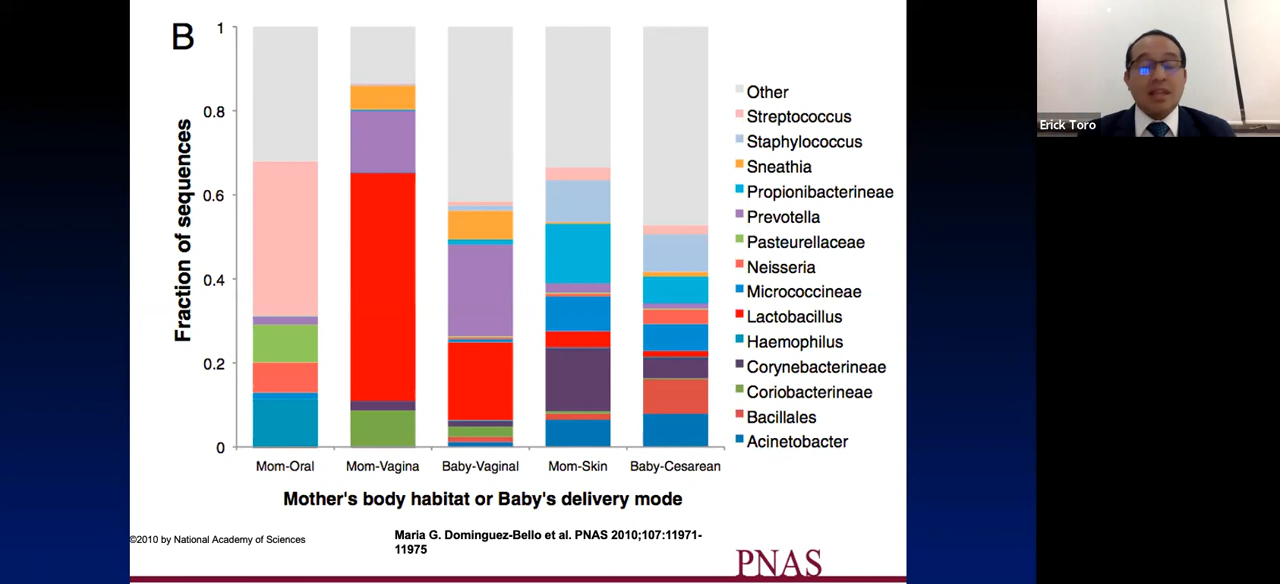 B
1
0.8
0.6
0.4
0.2
0
Fraction of sequences
Mom-Oral
Mom-Vagina
Baby-Vaginal
Mom-Skin
Baby-Cesarean
Mother's body habitat or Baby's delivery mode
Other
Streptococcus
Staphylococcus
Sneathia
Propionibacterineae
Prevotella
Pasteurellaceae
Neisseria
Micrococcineae
Lactobacillus
Haemophilus
Corynebacterineae
Coriobacterineae
Bacillales
Acinetobacter
©2010 by National Academy of Sciences
Maria G. Dominguez-Bello et al. PNAS 2010;107:11971-
11975
PNAS
Erick Toro